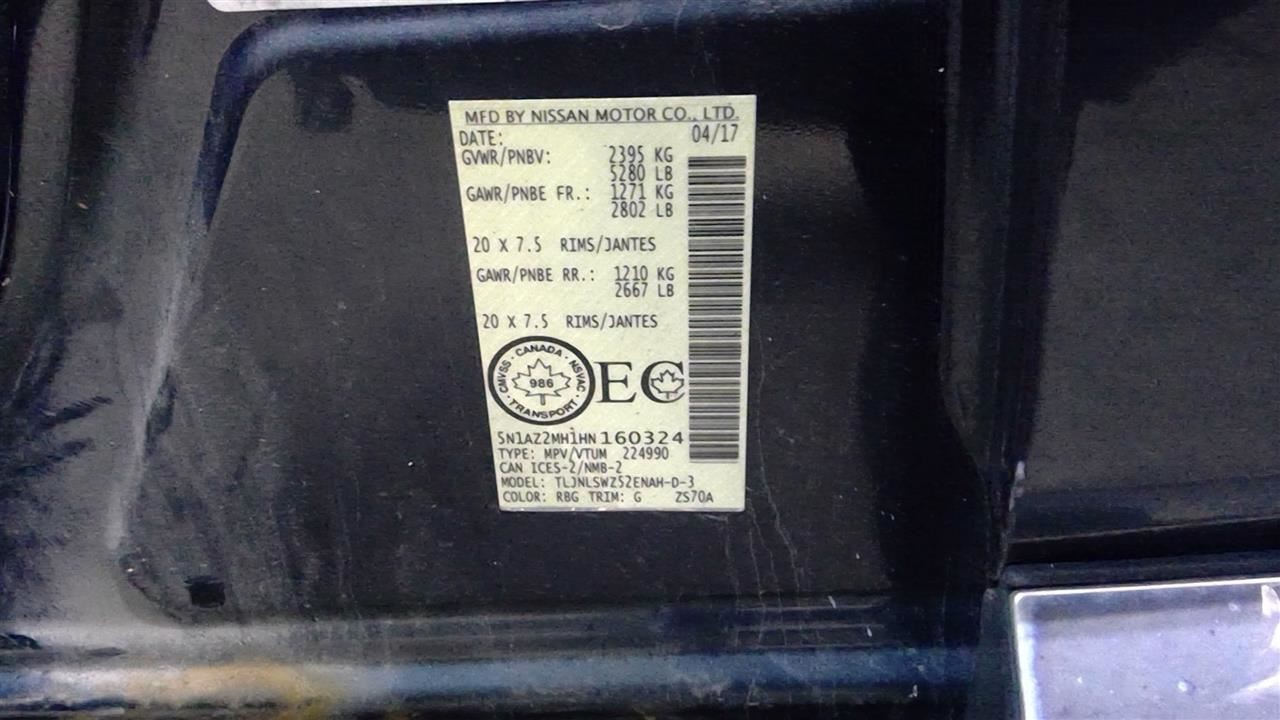 MFD BY NISSAN MOTOR CO., LTD.
DATE: 04/17
GVWR/PNBV: 2395 KG
5280 LB
GAWR/PNBE FR.: 1271 KG
2802 LB
20 X 7.5 RIMS/JANTES
GAWR/PNBE RR.: 1210 KG
2667 LB
20 X 7.5 RIMS/JANTES
CMVSS · CANADA · NSVAC · TRANSPORT
986
EC
5N1AZ2MH1HN160324
TYPE: MPV/VTUM 224990
CAN ICES-2/NMB-2
MODEL: TLJNLSWZ52ENAH-D-3
COLOR: RBG TRIM: G ZS70A